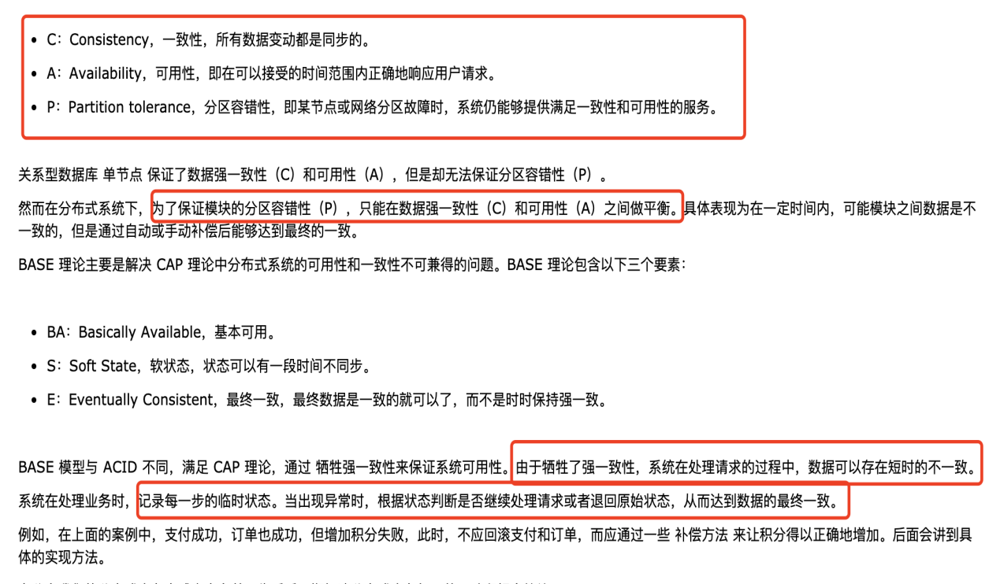 C：Consistency，一致性，所有数据变动都是同步的。
A：Availability，可用性，即在可以接受的时间范围内正确地响应用户请求。
P：Partition tolerance，分区容错性，即某节点或网络分区故障时，系统仍能够提供满足一致性和可用性的服务。
关系型数据库 单节点 保证了数据强一致性（C）和可用性（A），但是却无法保证分区容错性（P）。
然而在分布式系统下，为了保证模块的分区容错性（P），只能在数据强一致性（C）和可用性（A）之间做平衡。具体表现为在一定时间内，可能模块之间数据是不
一致的，但是通过自动或手动补偿后能够达到最终的一致。
BASE 理论主要是解决 CAP 理论中分布式系统的可用性和一致性不可兼得的问题。BASE 理论包含以下三个要素：
BA：Basically Available，基本可用。
S：Soft State，软状态，状态可以有一段时间不同步。
E：Eventually Consistent，最终一致，最终数据是一致的就可以了，而不是时时保持强一致。
BASE 模型与 ACID 不同，满足 CAP 理论，通过 牺牲强一致性来保证系统可用性。由于牺牲了强一致性，系统在处理请求的过程中，数据可以存在短时的不一致。
系统在处理业务时，记录每一步的临时状态。当出现异常时，根据状态判断是否继续处理请求或者退回原始状态，从而达到数据的最终一致。
例如，在上面的案例中，支付成功，订单也成功，但增加积分失败，此时，不应回滚支付和订单，而应通过一些 补偿方法 来让积分得以正确地增加。后面会讲到具
体的实现方法。